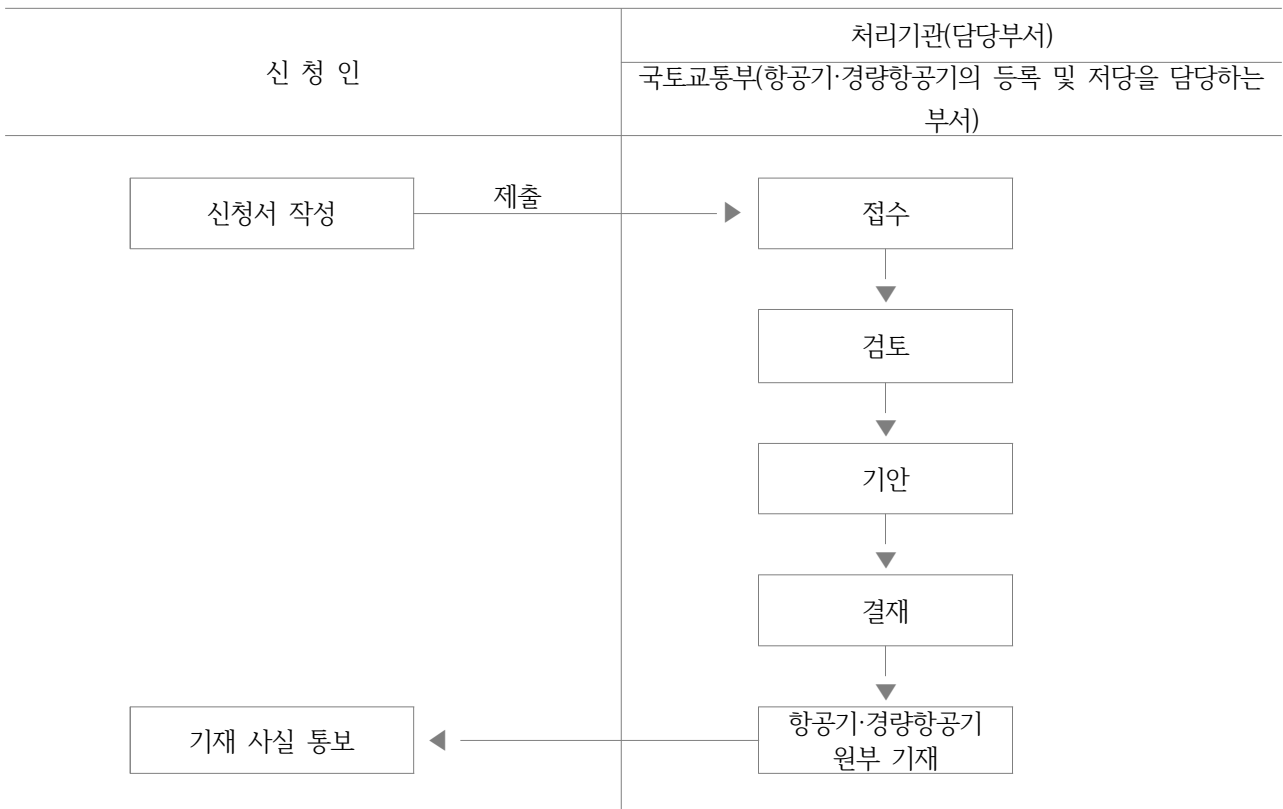 신 청 인
처리기관(담당부서)
국토교통부(항공기·경량항공기의 등록 및 저당을 담당하는
부서)
신청서 작성
제출
접수
검토
기안
결재
기재 사실 통보
항공기·경량항공기
원부 기재